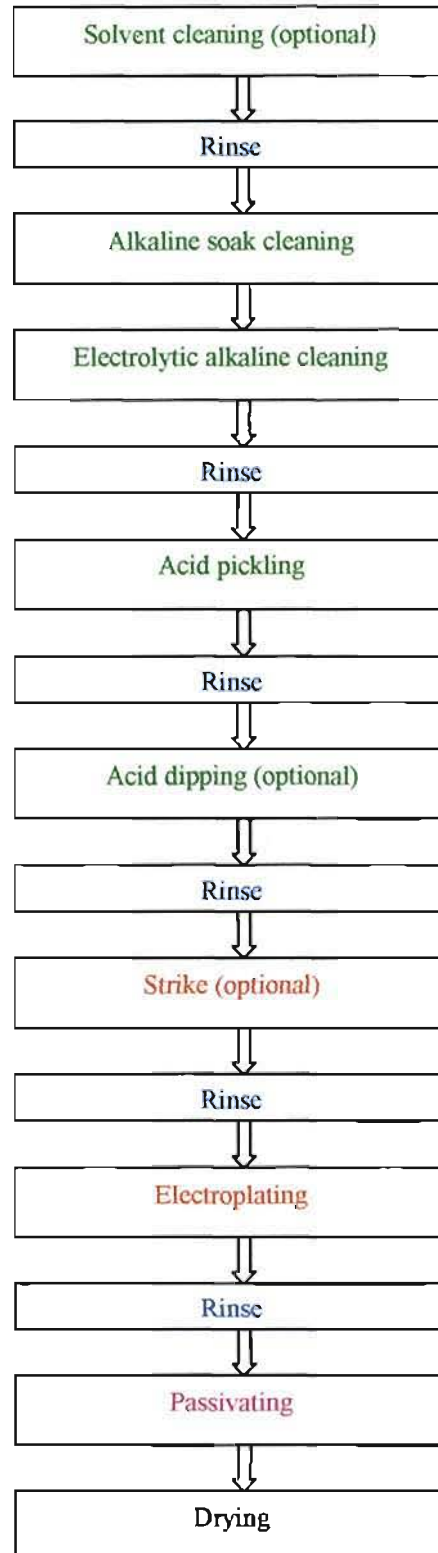 Solvent cleaning (optional)
Rinse
Alkaline soak cleaning
Electrolytic alkaline cleaning
Rinse
Acid pickling
Rinse
Acid dipping (optional)
Rinse
Strike (optional)
Rinse
Electroplating
Rinse
Passivating
Drying